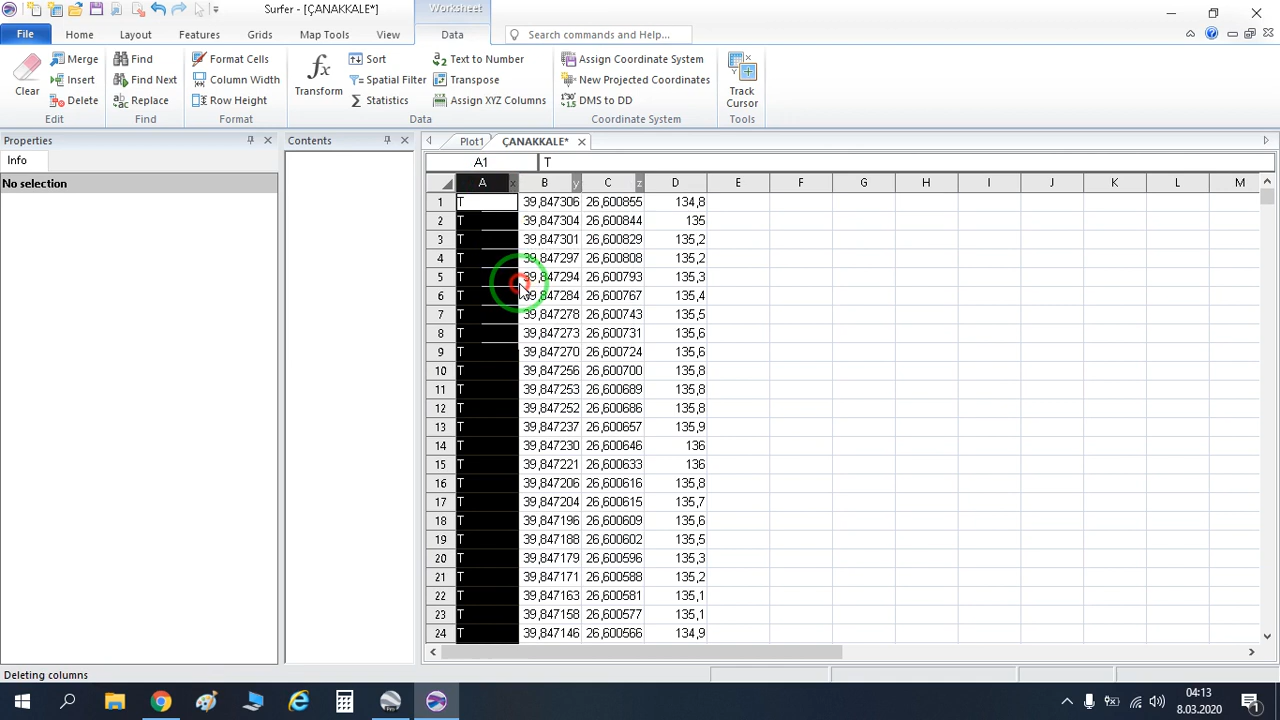 Surfer - [ÇANAKKALE*]
Worksheet
File Home Layout Features Grids Map Tools View Data Search commands and Help...
Clear
Merge
Insert
Delete
Edit
Find
Find Next
Replace
Find
Format Cells
Column Width
Row Height
Format
Transform
Sort
Spatial Filter
Statistics
Text to Number
Transpose
Assign XYZ Columns
Data
Assign Coordinate System
New Projected Coordinates
DMS to DD
Coordinate System
Track Cursor
Tools
Properties
Info
No selection
Contents
Plot1 ÇANAKKALE*
A1 T
A x B y C z D E F G H I J K L M
1 T 39,847306 26,600855 134,8
2 T 39,847304 26,600844 135
3 T 39,847301 26,600829 135,2
4 T 39,847297 26,600808 135,2
5 T 39,847294 26,600793 135,3
6 T 39,847284 26,600767 135,4
7 T 39,847278 26,600743 135,5
8 T 39,847273 26,600731 135,6
9 T 39,847270 26,600724 135,6
10 T 39,847256 26,600700 135,8
11 T 39,847253 26,600689 135,8
12 T 39,847252 26,600686 135,8
13 T 39,847237 26,600657 135,9
14 T 39,847230 26,600646 136
15 T 39,847221 26,600633 136
16 T 39,847206 26,600616 135,8
17 T 39,847204 26,600615 135,7
18 T 39,847196 26,600609 135,6
19 T 39,847188 26,600602 135,5
20 T 39,847179 26,600596 135,3
21 T 39,847171 26,600588 135,2
22 T 39,847163 26,600581 135,1
23 T 39,847158 26,600577 135,1
24 T 39,847146 26,600566 134,9
Deleting columns
04:13
8.03.2020